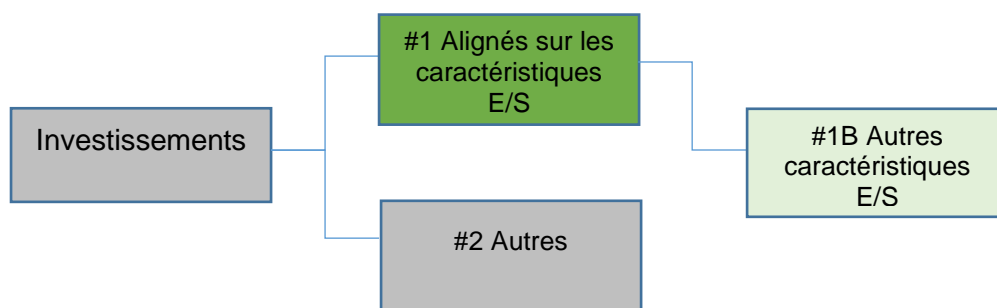 #1 Alignés sur les
caractéristiques
E/S
Investissements
#1B Autres
caractéristiques
E/S
#2 Autres